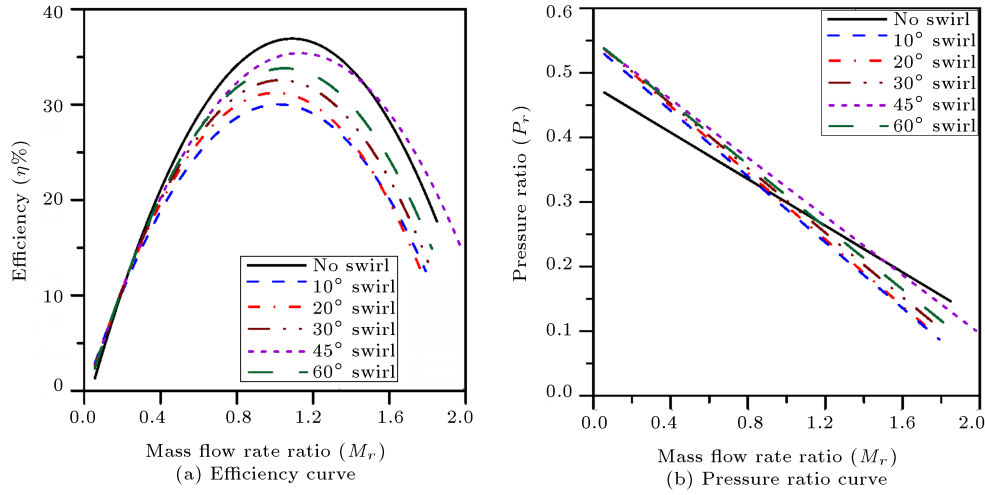 40
30
20
10
0
Efficiency (η%)
0.0 0.4 0.8 1.2 1.6 2.0
Mass flow rate ratio (Mr)
(a) Efficiency curve
No swirl
10° swirl
20° swirl
30° swirl
45° swirl
60° swirl
0.6
0.5
0.4
0.3
0.2
0.1
0.0
Pressure ratio (Pr)
0.0 0.4 0.8 1.2 1.6 2.0
Mass flow rate ratio (Mr)
(b) Pressure ratio curve
No swirl
10° swirl
20° swirl
30° swirl
45° swirl
60° swirl